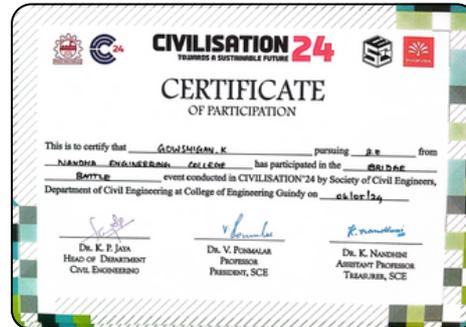 24
CIVILISATION 24
TOWARDS A SUSTAINABLE FUTURE
CERTIFICATE
OF PARTICIPATION
This is to certify that GOWSHIGAN.K pursuing B.E from
NANDHA ENGINEERING COLLEGE has participated in the BRIDGE
BATTLE event conducted in CIVILISATION'24 by Society of Civil Engineers,
Department of Civil Engineering at College of Engineering Guindy on
DR. K. P. JAYA
HEAD OF DEPARTMENT
CIVIL ENGINEERING
DR. V. PONMALAR
PROFESSOR
PRESIDENT, SCE
K. Nandhini
DR. K. NANDHINI
ASSISTANT PROFESSOR
TREASURER, SCE